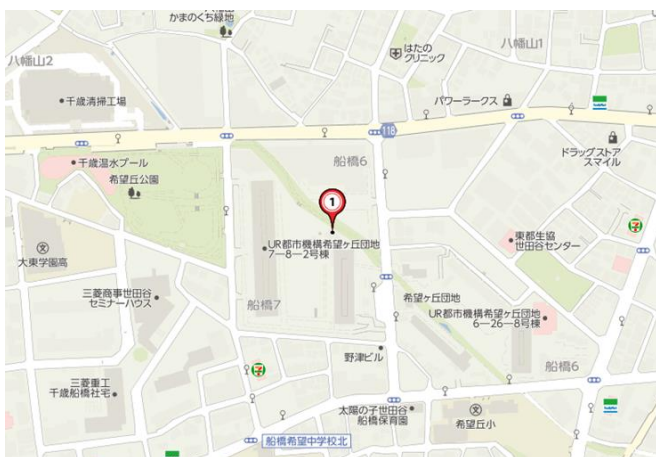 かまのくち緑地
八幡山2
はたの
クリニック
八幡山1
千歳清掃工場
パワーラークス
118
船橋6
ドラッグストア
スマイル
千歳温水プール
希望丘公園
1
UR都市機構希望ヶ丘団地
7-8-2号棟
東都生協
世田谷センター
大東学園高
三菱商事世田谷
セミナーハウス
船橋7
希望ヶ丘団地
UR都市機構希望ヶ丘団地
6-26-8号棟
野津ビル
船橋6
三菱重工
千歳船橋社宅
太陽の子世田谷
船橋保育園
希望丘小
船橋希望中学校北